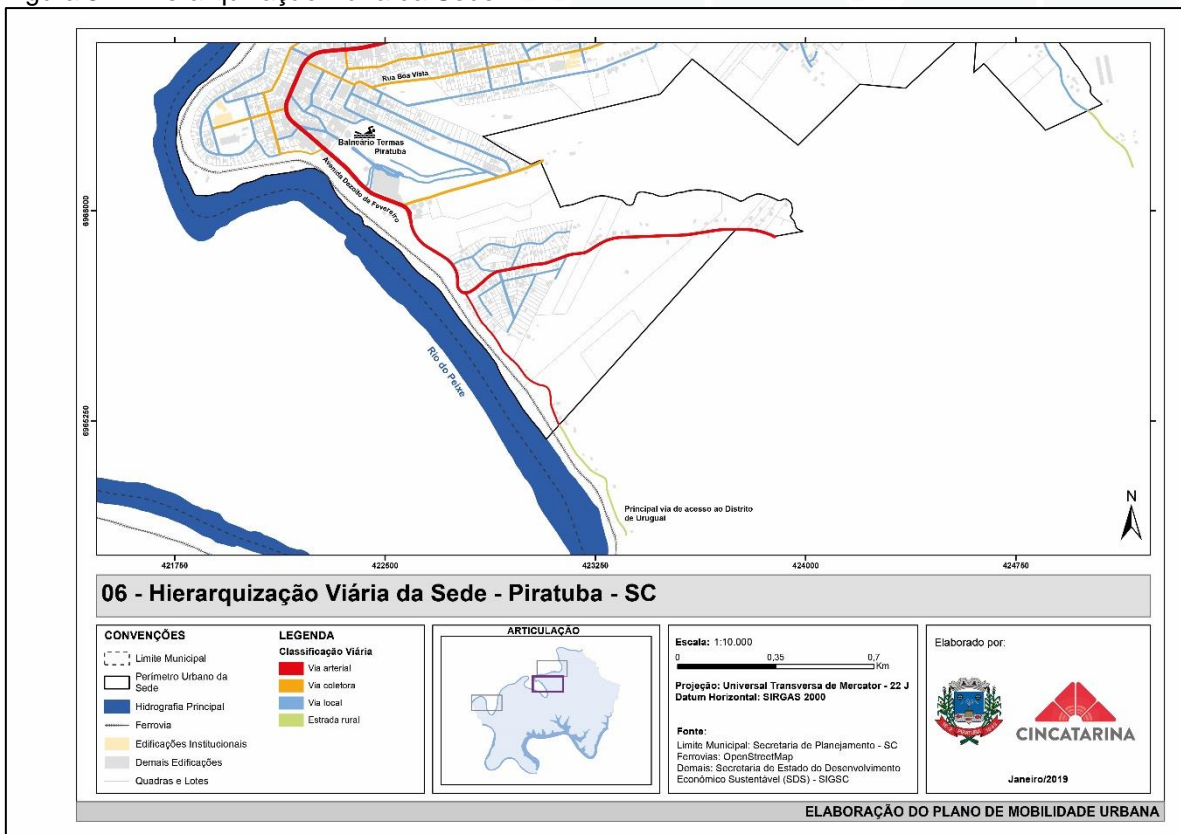 Rua Boa Vista
Balneário Termas
Piratuba
Avenida Dezoito de Fevereiro
6966000
Rio do Peixe
6965250
Principal via de acesso ao Distrito
de Uruguai
N
421750
422500
423250
424000
424750
06 - Hierarquização Viária da Sede - Piratuba - SC
CONVENÇÕES
Limite Municipal
Perímetro Urbano da
Sede
Hidrografia Principal
Ferrovia
Edificações Institucionais
Demais Edificações
Quadras e Lotes
LEGENDA
Classificação Viária
Via arterial
Via coletora
Via local
Estrada rural
ARTICULAÇÃO
Escala: 1:10.000
0
0,35
0,7
Km
Projeção: Universal Transversa de Mercator - 22 J
Datum Horizontal: SIRGAS 2000
Fonte:
Limite Municipal: Secretaria de Planejamento - SC
Ferrovias: OpenStreetMap
Demais: Secretaria de Estado do Desenvolvimento
Econômico Sustentável (SDS) - SIGSC
Elaborado por:
CINCATARINA
Janeiro/2019
ELABORAÇÃO DO PLANO DE MOBILIDADE URBANA